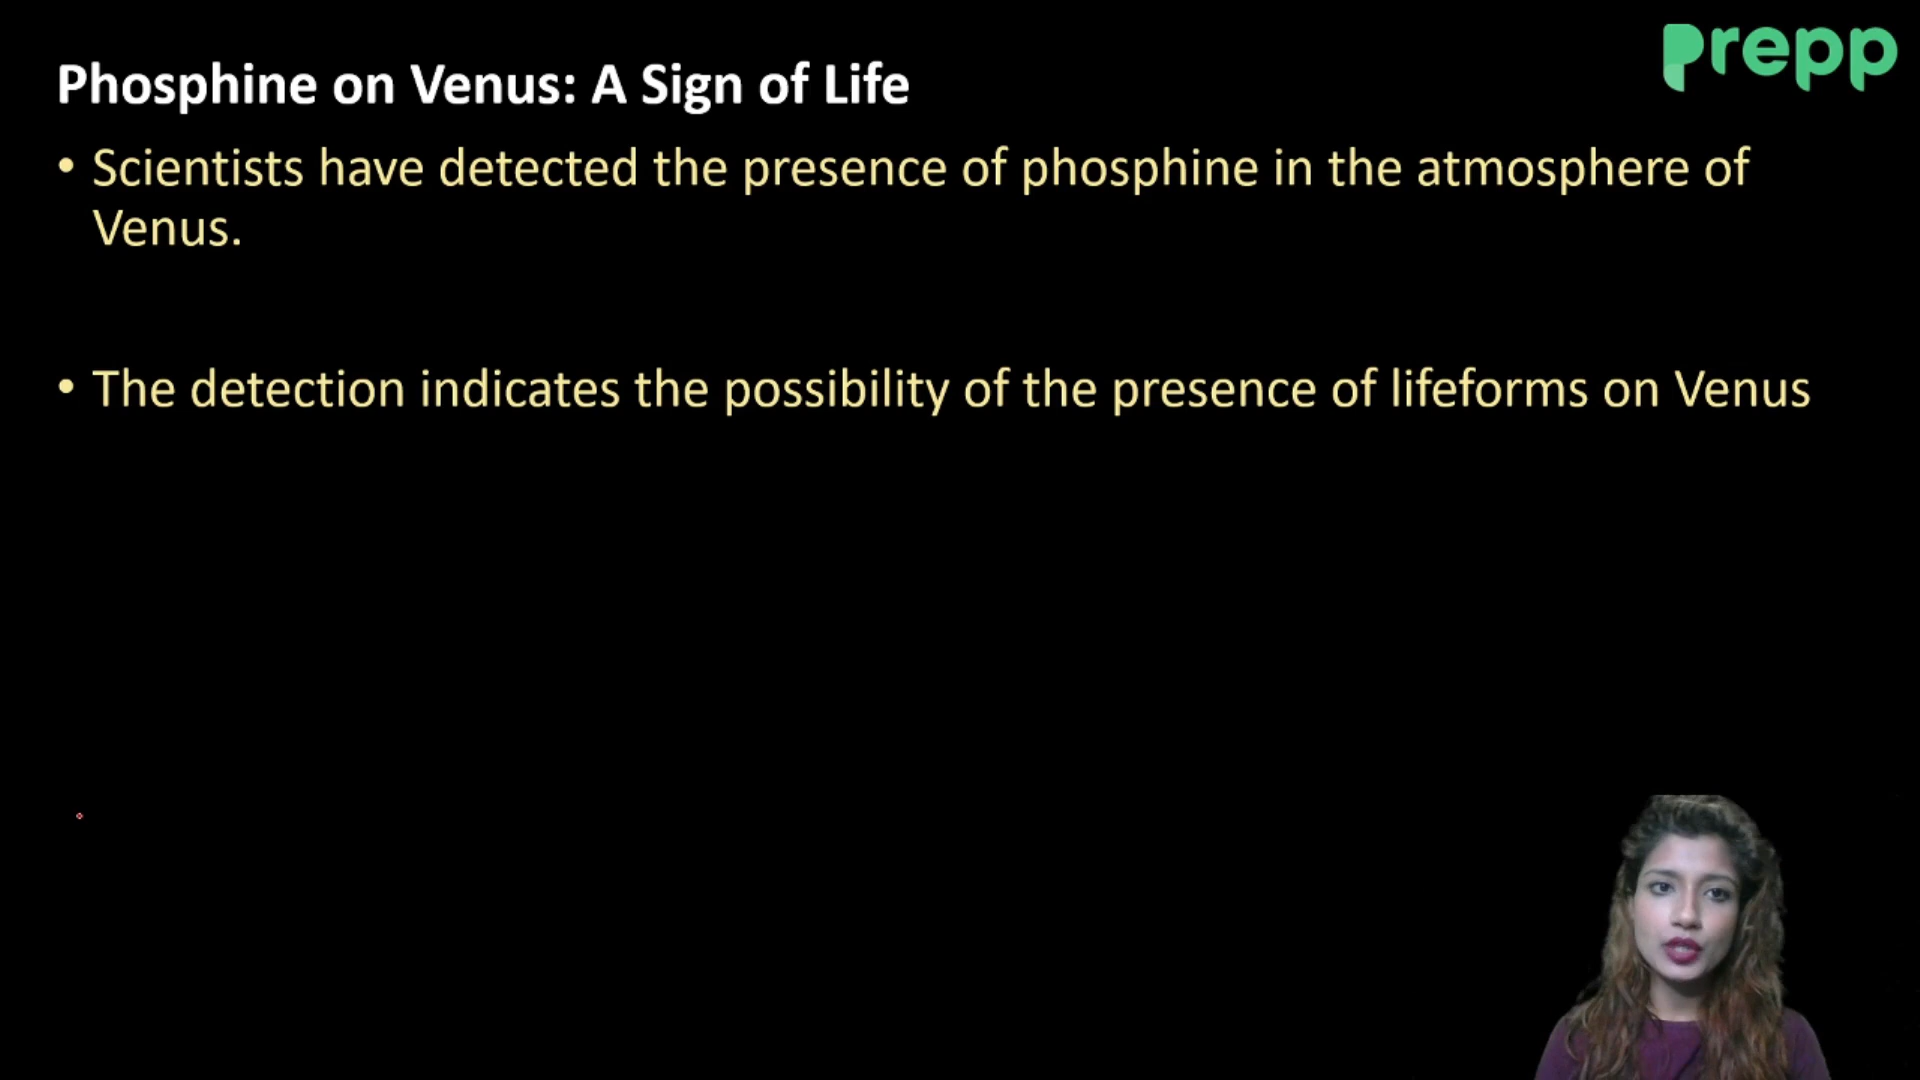 prepp
Phosphine on Venus: A Sign of Life
• Scientists have detected the presence of phosphine in the atmosphere of
Venus.
• The detection indicates the possibility of the presence of lifeforms on Venus